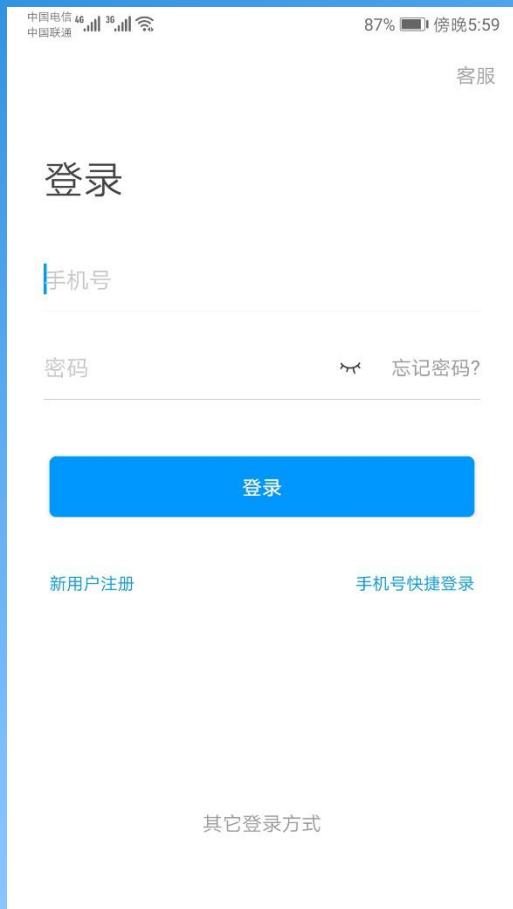 中国电信 4G 3G
中国联通
87% 傍晚5:59
客服
登录
手机号
密码 忘记密码?
登录
新用户注册 手机号快捷登录
其它登录方式